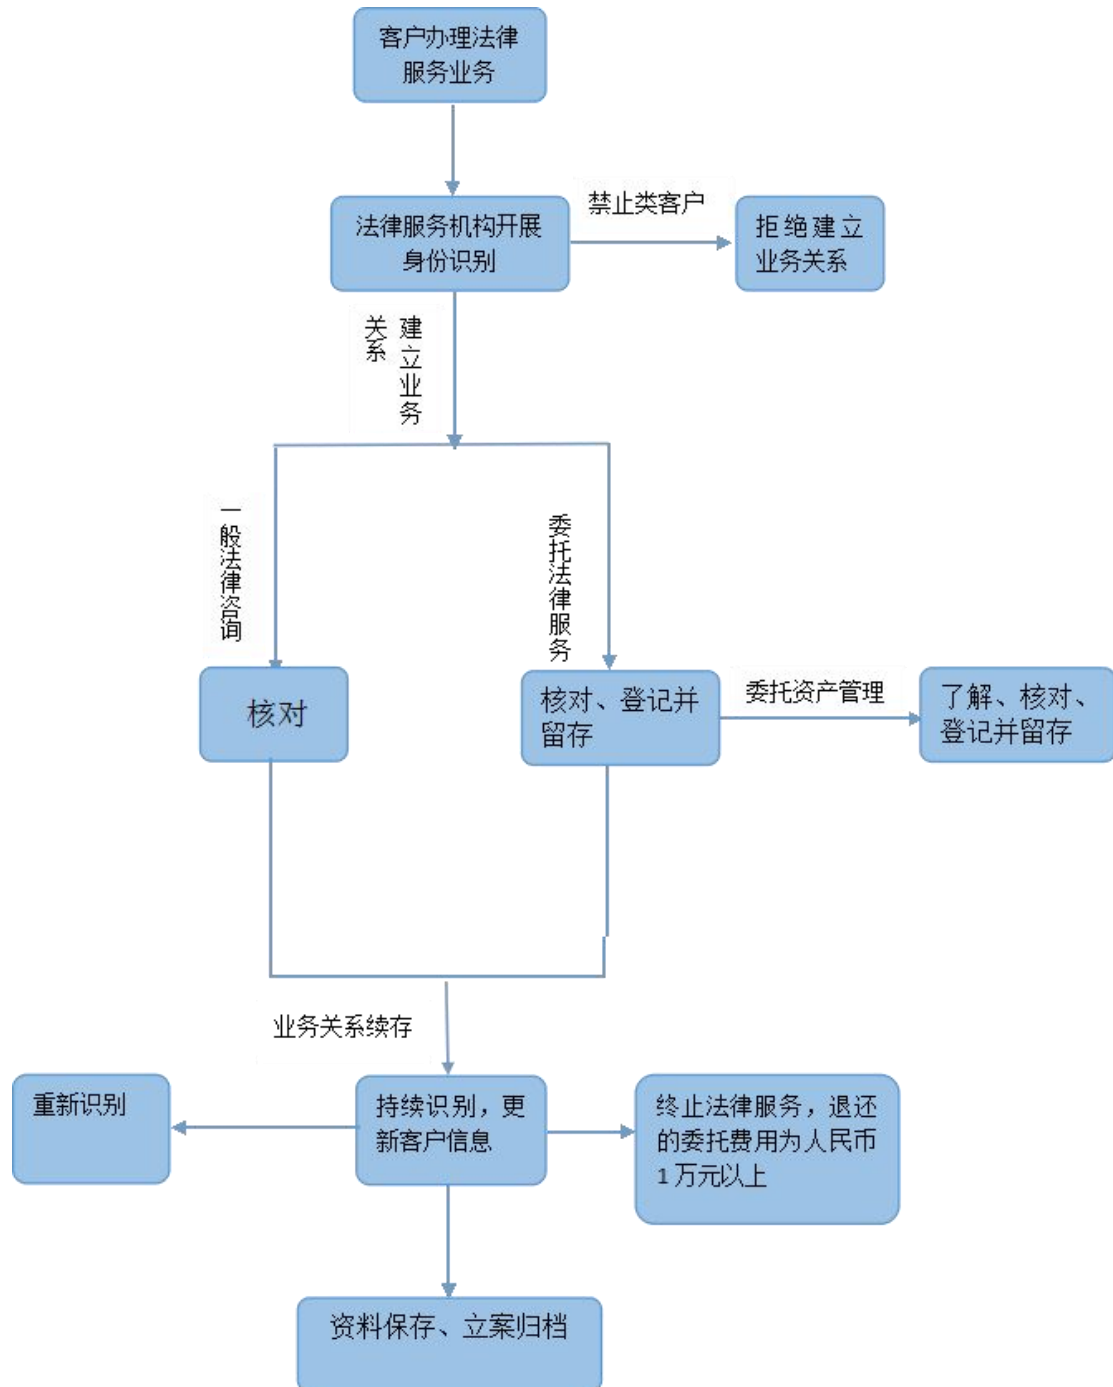 客户办理法律
服务业务
禁止类客户
法律服务机构开展
身份识别
拒绝建立
业务关系
建立业务
关系
一般法律咨询
委托法律服务
核对
核对、登记并
留存
委托资产管理
了解、核对、
登记并留存
业务关系续存
重新识别
持续识别，更
新客户信息
终止法律服务，退还
的委托费用为人民币
1 万元以上
资料保存、立案归档